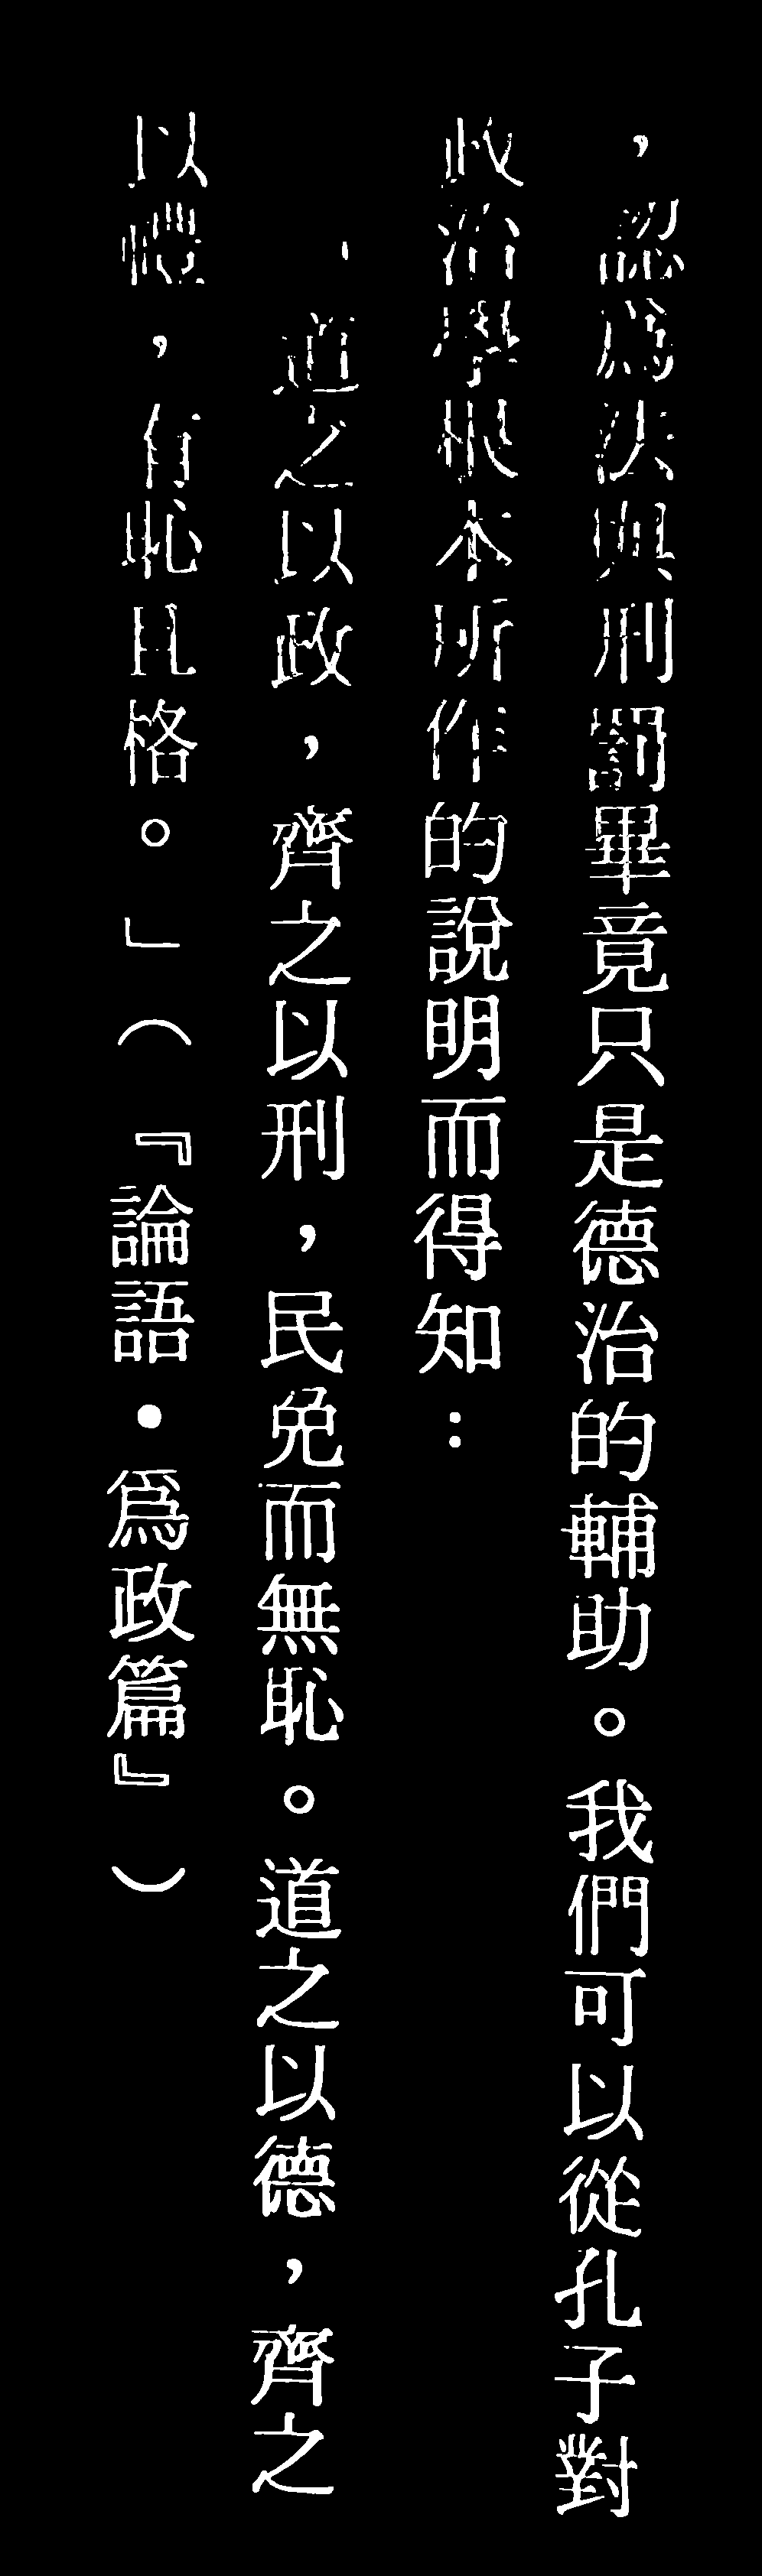 ，認爲法與刑罰畢竟只是德治的輔助。我們可以從孔子對
政治學根本所作的說明而得知：
「道之以政，齊之以刑，民免而無恥。道之以德，齊之
以禮，有恥且格。」（『論語・爲政篇』）